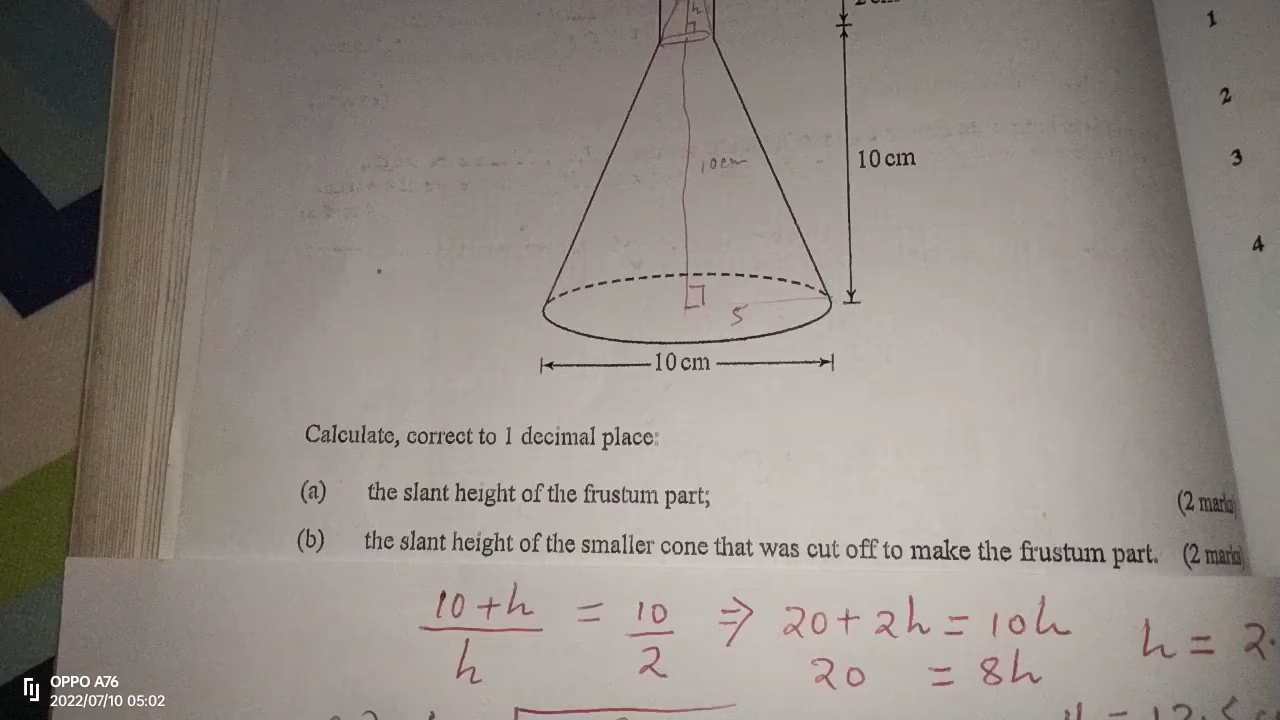 h
2 cm
1
2
10cm
10 cm
3
4
5
10 cm
Calculate, correct to 1 decimal place:
(a) the slant height of the frustum part; (2 marks
(b) the slant height of the smaller cone that was cut off to make the frustum part. (2 marks
10 + h / h = 10 / 2 ⇒ 20 + 2h = 10h h = 2.
20 = 8h
OPPO A76
2022/07/10 05:02